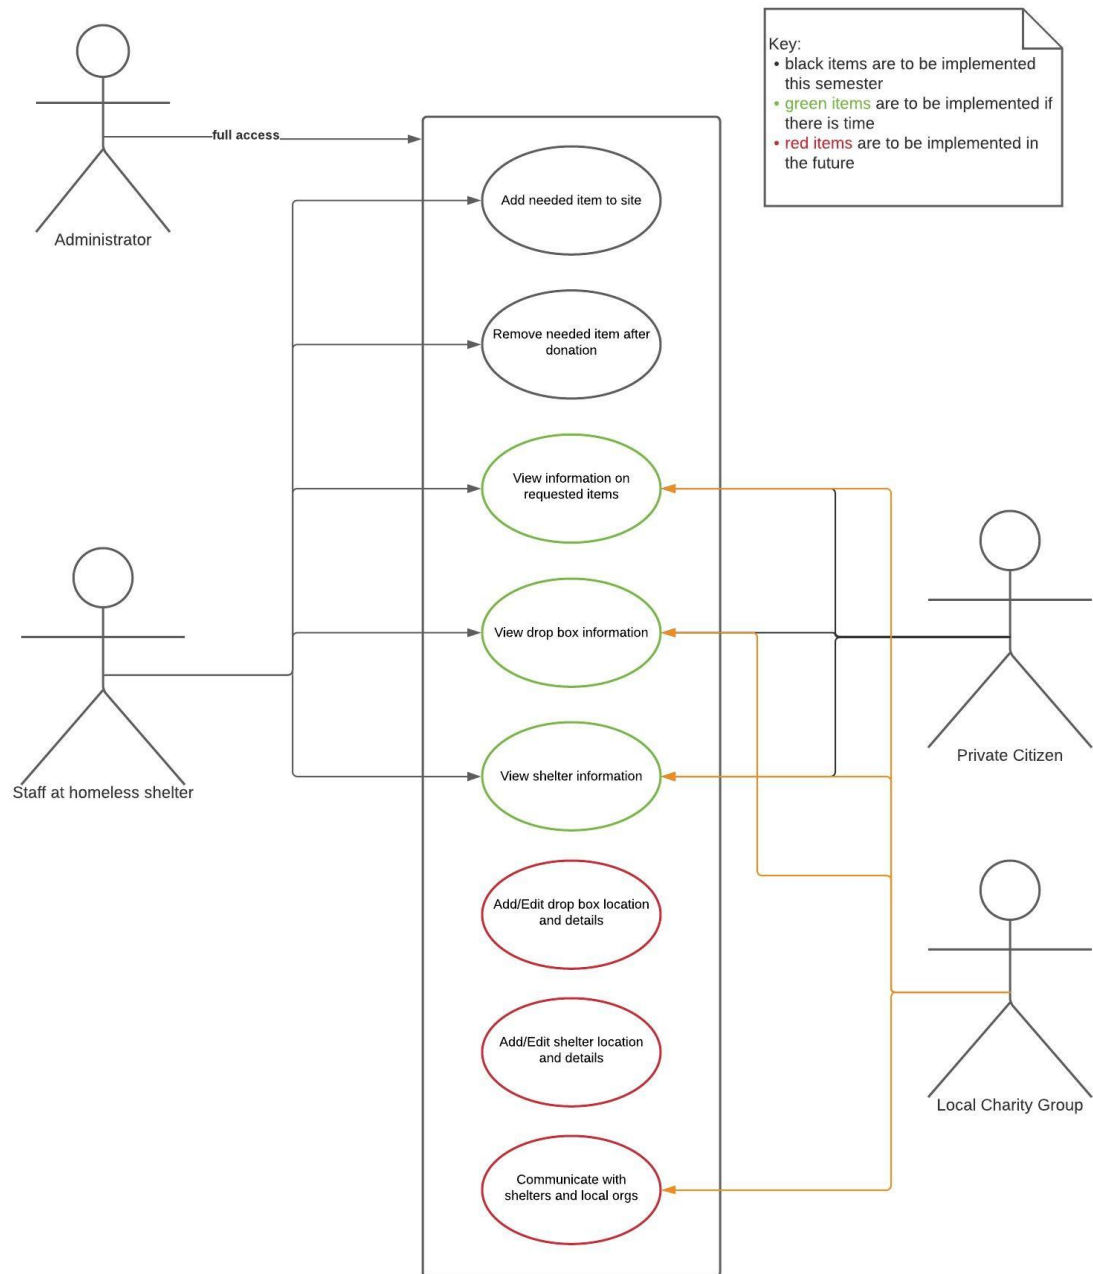 Key:
• black items are to be implemented
this semester
• green items are to be implemented if
there is time
• red items are to be implemented in
the future
full access
Administrator
Add needed item to site
Remove needed item after
donation
View information on
requested items
View drop box information
View shelter information
Staff at homeless shelter
Private Citizen
Add/Edit drop box location
and details
Add/Edit shelter location
and details
Local Charity Group
Communicate with
shelters and local orgs